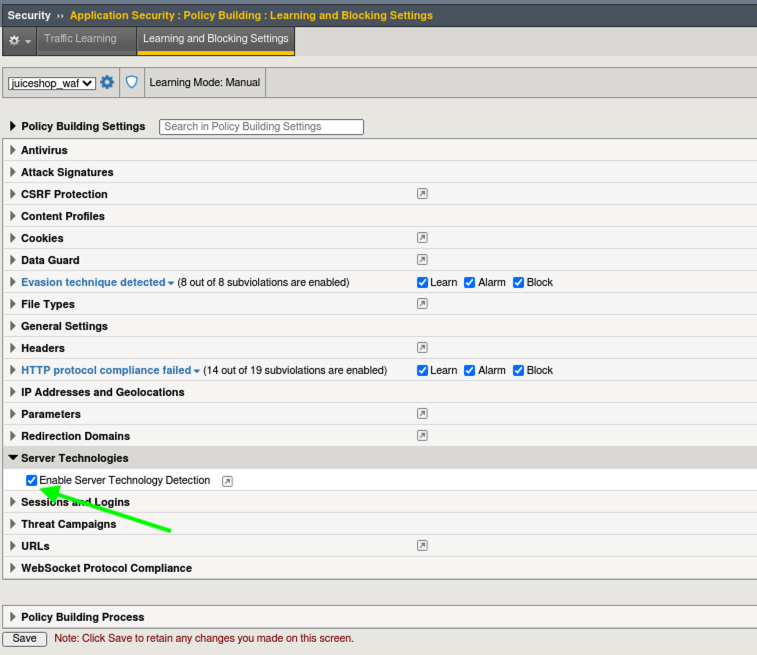 Security ›› Application Security : Policy Building : Learning and Blocking Settings
Traffic Learning Learning and Blocking Settings
juiceshop_waf Learning Mode: Manual
Policy Building Settings Search in Policy Building Settings
Antivirus
Attack Signatures
CSRF Protection
Content Profiles
Cookies
Data Guard
Evasion technique detected (8 out of 8 subviolations are enabled) Learn Alarm Block
File Types
General Settings
Headers
HTTP protocol compliance failed (14 out of 19 subviolations are enabled) Learn Alarm Block
IP Addresses and Geolocations
Parameters
Redirection Domains
Server Technologies
Enable Server Technology Detection
Sessions and Logins
Threat Campaigns
URLs
WebSocket Protocol Compliance
Policy Building Process
Save Note: Click Save to retain any changes you made on this screen.